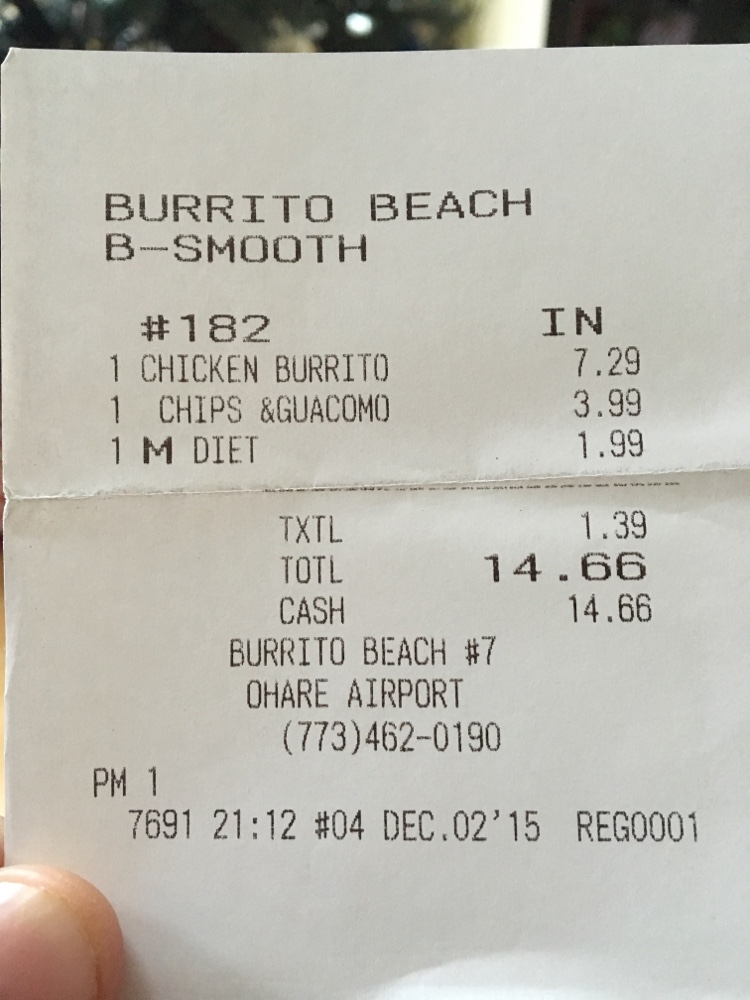 BURRITO BEACH
B-SMOOTH
#182 IN
1 CHICKEN BURRITO 7.29
1 CHIPS &GUACOMO 3.99
1 M DIET 1.99
TXTL 1.39
TOTL 14.66
CASH 14.66
BURRITO BEACH #7
OHARE AIRPORT
(773)462-0190
PM 1
7691 21:12 #04 DEC.02'15 REG0001